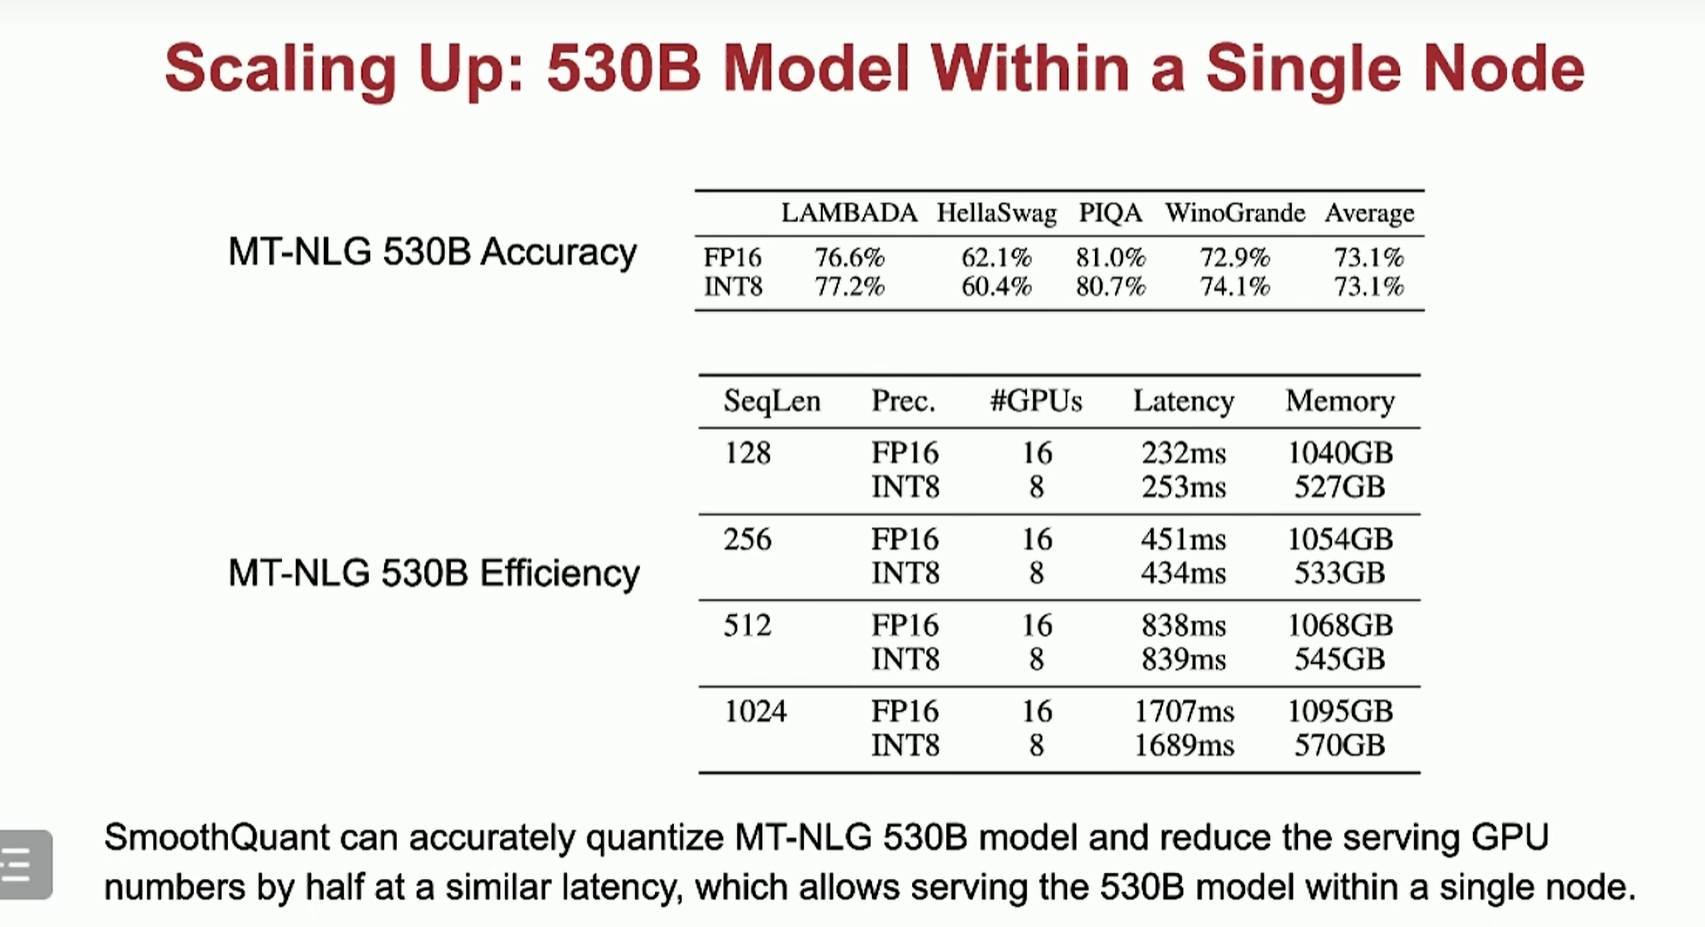 Scaling Up: 530B Model Within a Single Node
MT-NLG 530B Accuracy
LAMBADA HellaSwag PIQA WinoGrande Average
FP16 76.6% 62.1% 81.0% 72.9% 73.1%
INT8 77.2% 60.4% 80.7% 74.1% 73.1%
MT-NLG 530B Efficiency
SeqLen Prec. #GPUs Latency Memory
128 FP16 16 232ms 1040GB
INT8 8 253ms 527GB
256 FP16 16 451ms 1054GB
INT8 8 434ms 533GB
512 FP16 16 838ms 1068GB
INT8 8 839ms 545GB
1024 FP16 16 1707ms 1095GB
INT8 8 1689ms 570GB
SmoothQuant can accurately quantize MT-NLG 530B model and reduce the serving GPU
numbers by half at a similar latency, which allows serving the 530B model within a single node.